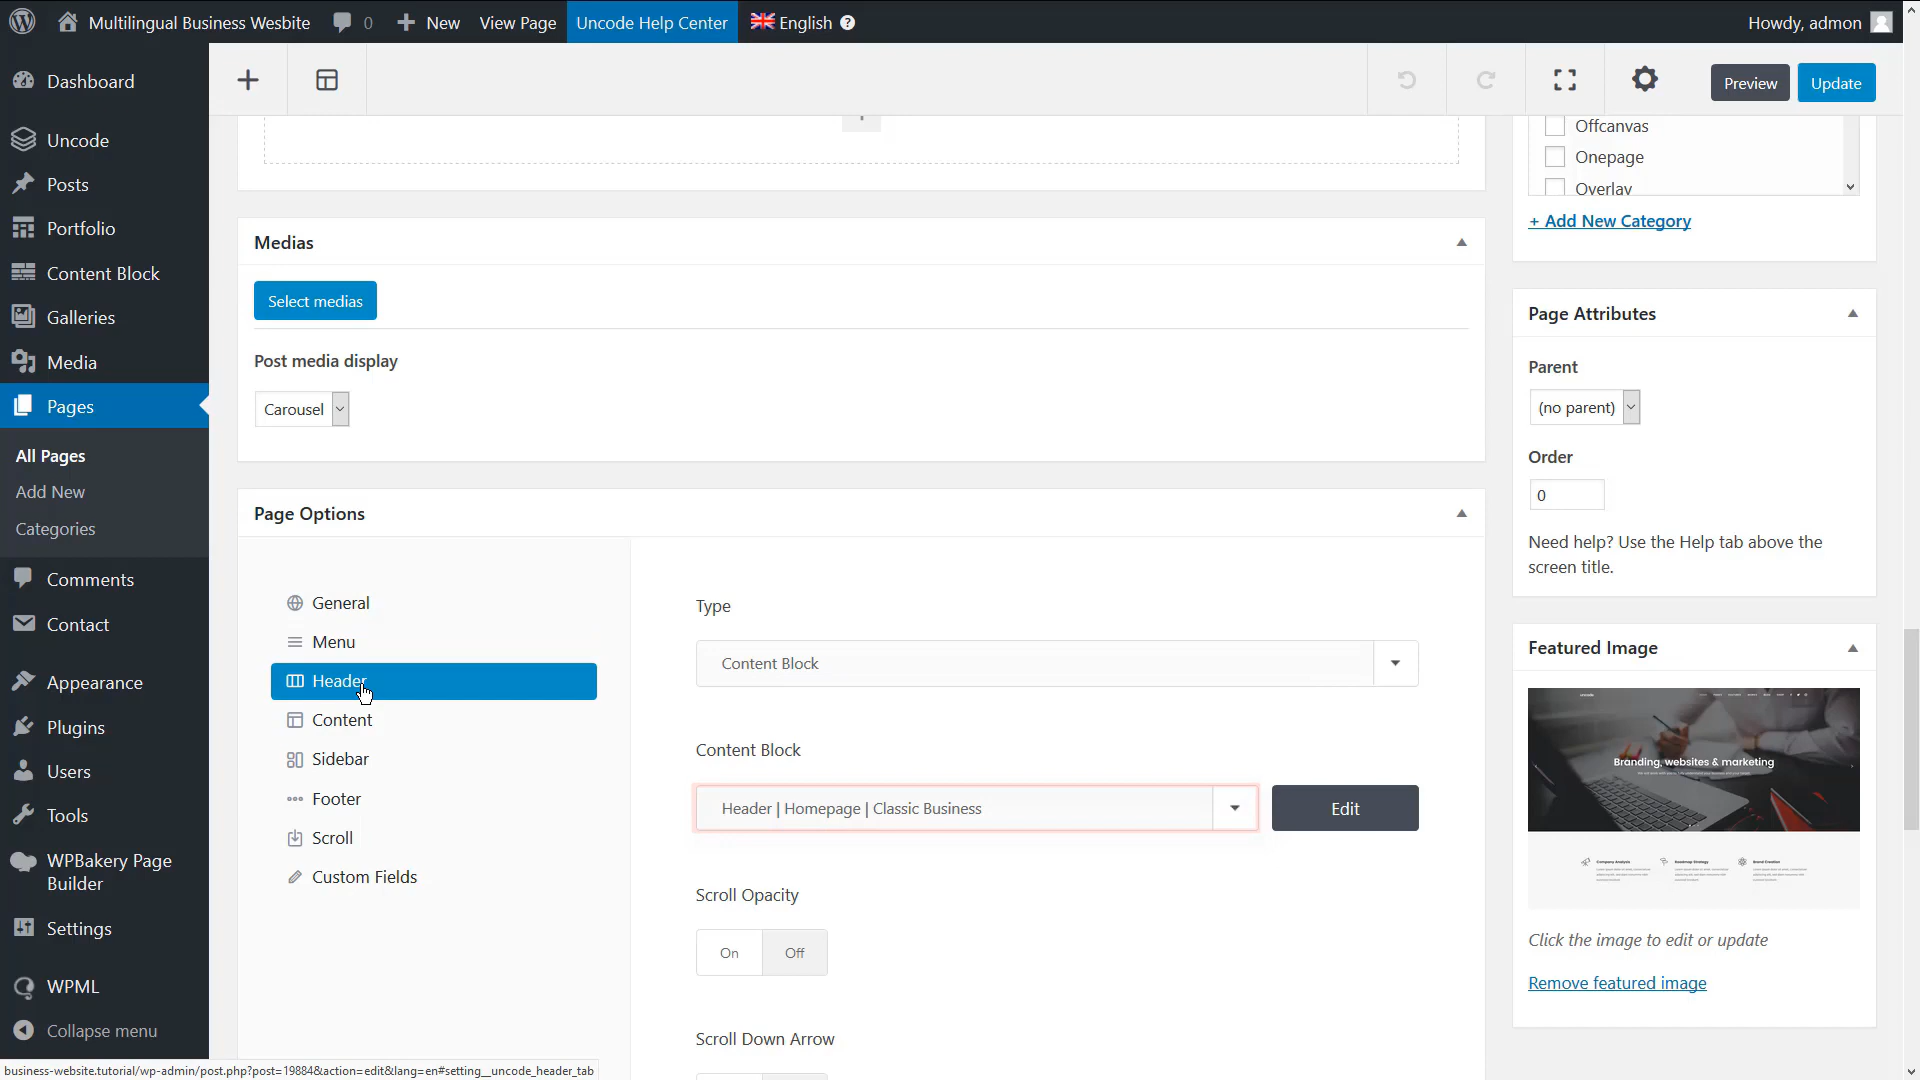 Multilingual Business Wesbite
0
New
View Page
Uncode Help Center
English
Howdy, admon
Dashboard
Uncode
Posts
Portfolio
Content Block
Galleries
Media
Pages
All Pages
Add New
Categories
Comments
Contact
Appearance
Plugins
Users
Tools
WPBakery Page
Builder
Settings
WPML
Collapse menu
Preview
Update
Medias
Select medias
Post media display
Carousel
Page Options
General
Menu
Header
Content
Sidebar
Footer
Scroll
Custom Fields
Type
Content Block
Content Block
Header | Homepage | Classic Business
Edit
Scroll Opacity
On
Off
Scroll Down Arrow
Offcanvas
Onepage
Overlay
+ Add New Category
Page Attributes
Parent
(no parent)
Order
0
Need help? Use the Help tab above the
screen title.
Featured Image
Branding, websites & marketing
Company Analysis
Roadmap Strategy
Brand Creation
Click the image to edit or update
Remove featured image
business-website.tutorial/wp-admin/post.php?post=19884&action=edit&lang=en#setting__uncode_header_tab